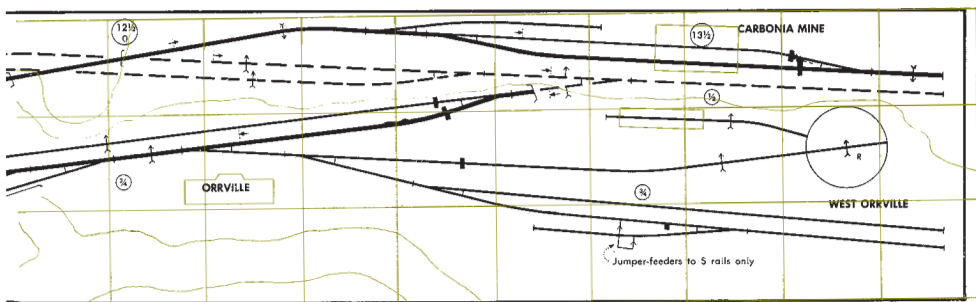 12½
0
13½
CARBONIA MINE
½
R
¾
ORRVILLE
¾
WEST ORRVILLE
Jumper-feeders to S rails only